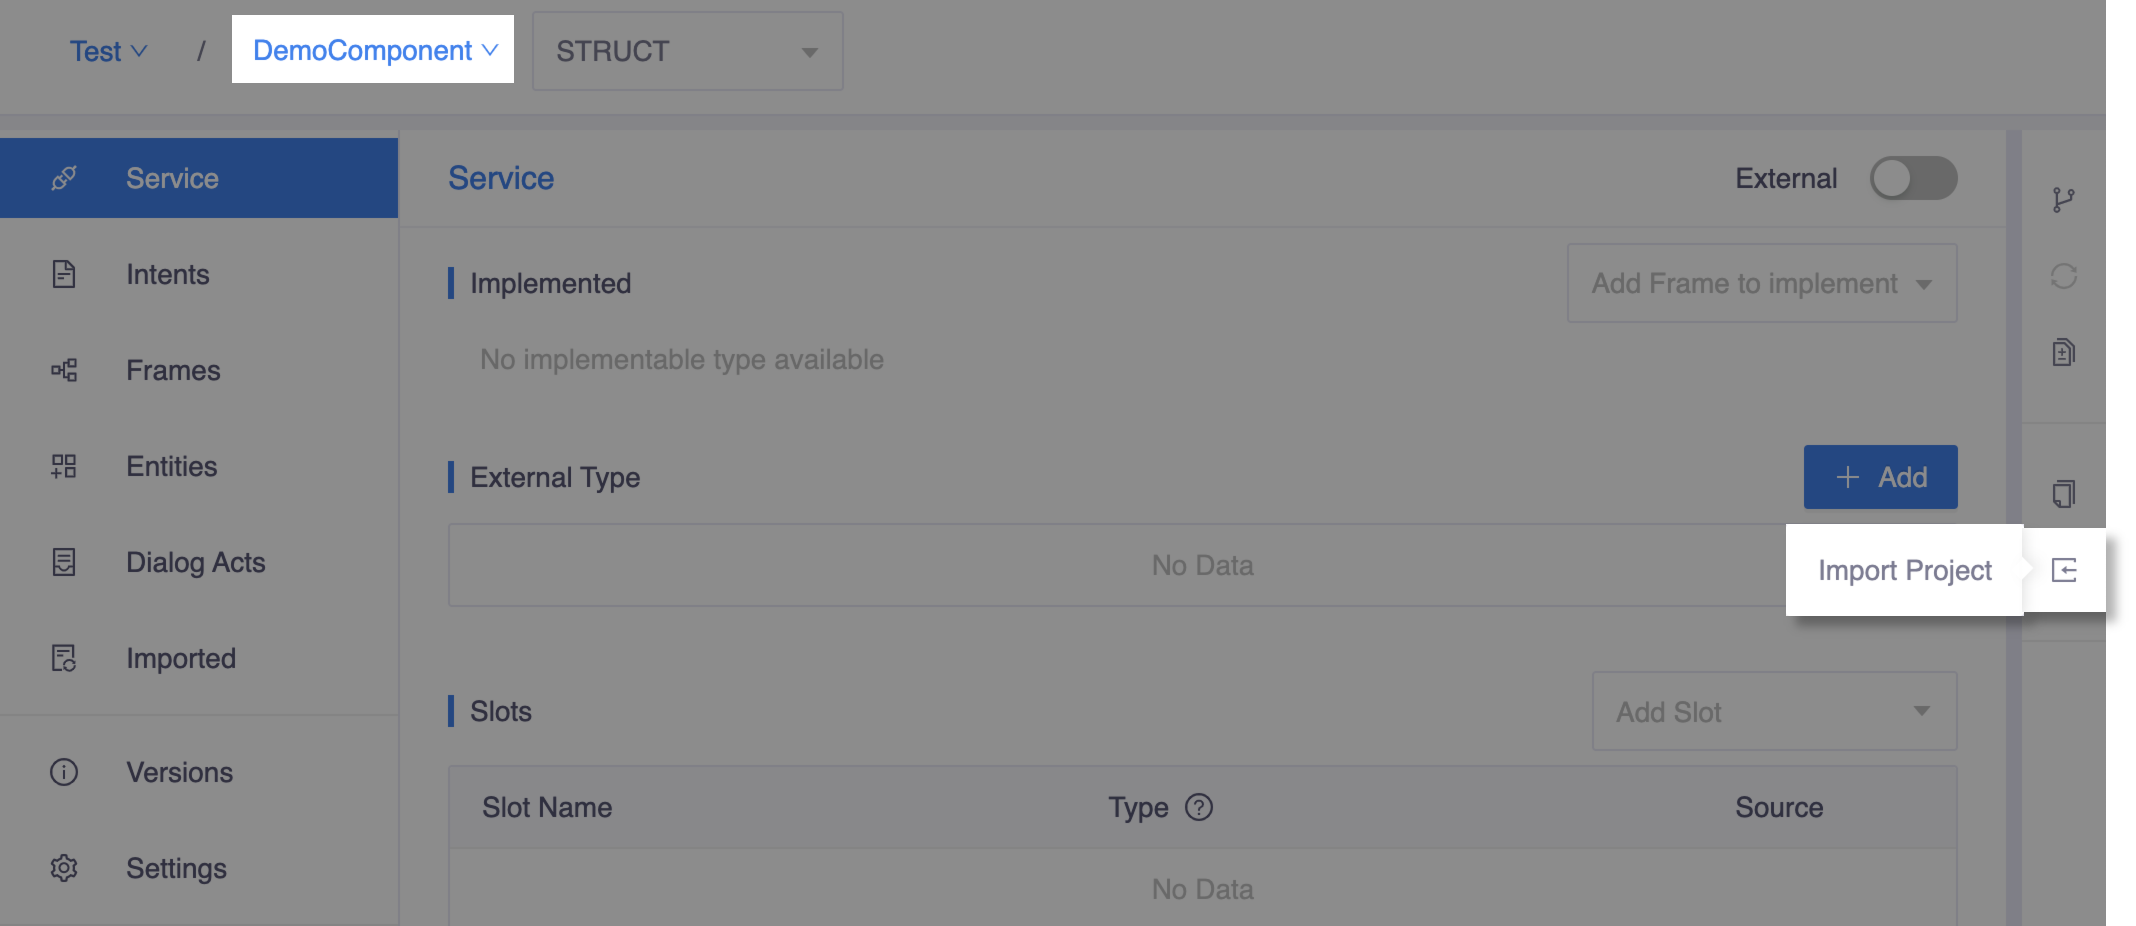 Test / DemoComponent STRUCT
Service
Intents
Frames
Entities
Dialog Acts
Imported
Versions
Settings
Service External
Implemented Add Frame to implement
No implementable type available
External Type + Add
No Data
Import Project
Slots Add Slot
Slot Name Type ? Source
No Data